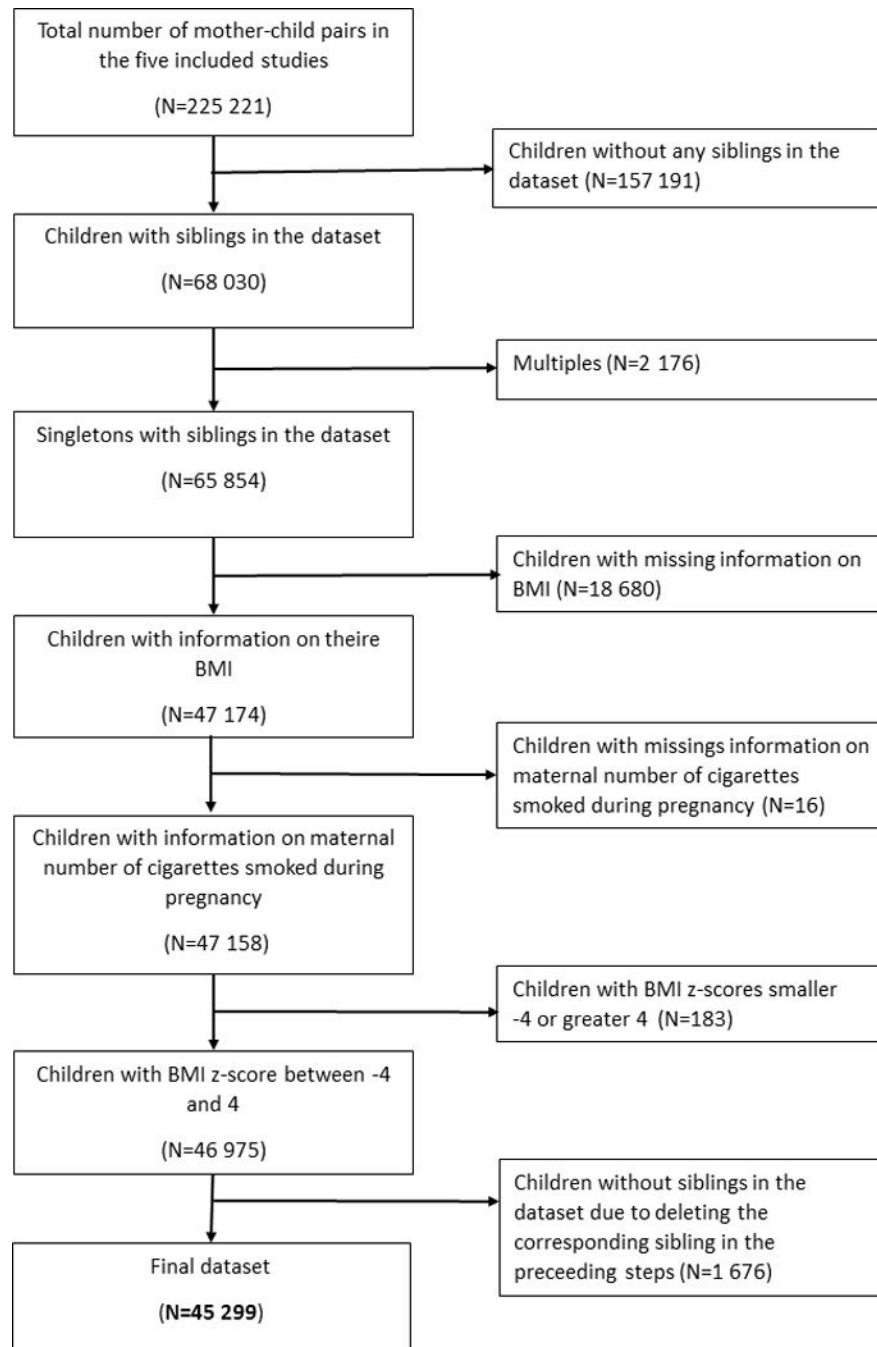 Total number of mother-child pairs in
the five included studies
(N=225 221)
Children without any siblings in the
dataset (N=157 191)
Children with siblings in the dataset
(N=68 030)
Multiples (N=2 176)
Singletons with siblings in the dataset
(N=65 854)
Children with missing information on
BMI (N=18 680)
Children with information on theire
BMI
(N=47 174)
Children with missings information on
maternal number of cigarettes
smoked during pregnancy (N=16)
Children with information on maternal
number of cigarettes smoked during
pregnancy
(N=47 158)
Children with BMI z-scores smaller
-4 or greater 4 (N=183)
Children with BMI z-score between -4
and 4
(N=46 975)
Children without siblings in the
dataset due to deleting the
corresponding sibling in the
preceeding steps (N=1 676)
Final dataset
(N=45 299)